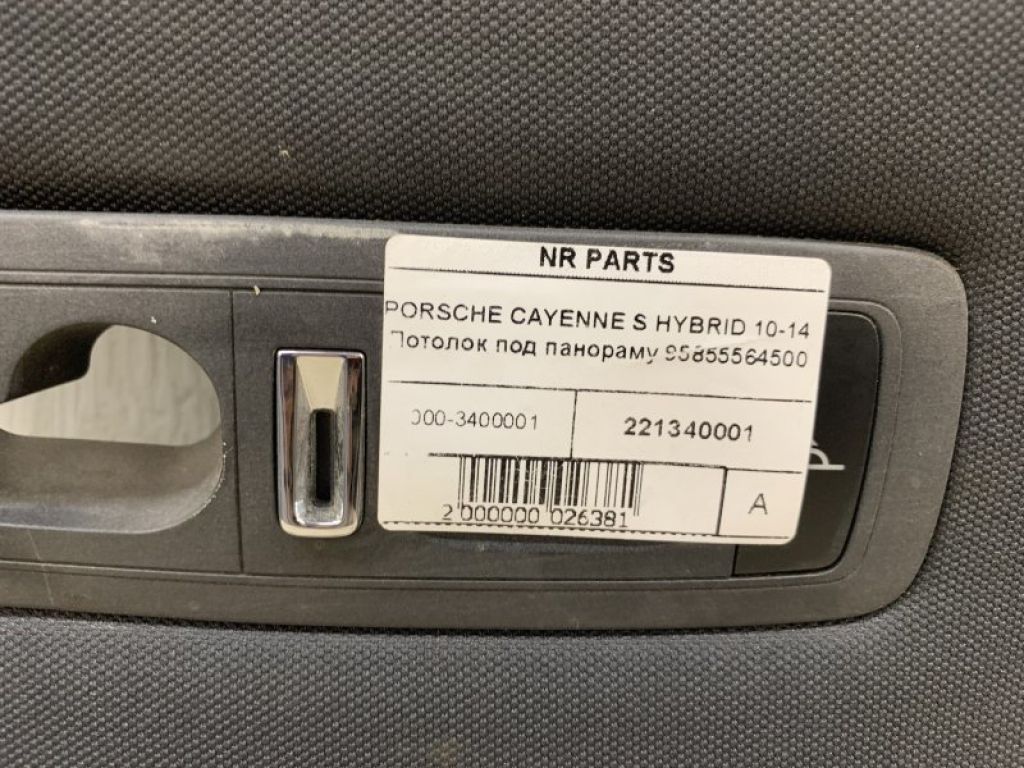 NR PARTS
PORSCHE CAYENNE S HYBRID 10-14
Потолок под панораму 95855564500
000-3400001
221340001
2 000000 026381
A